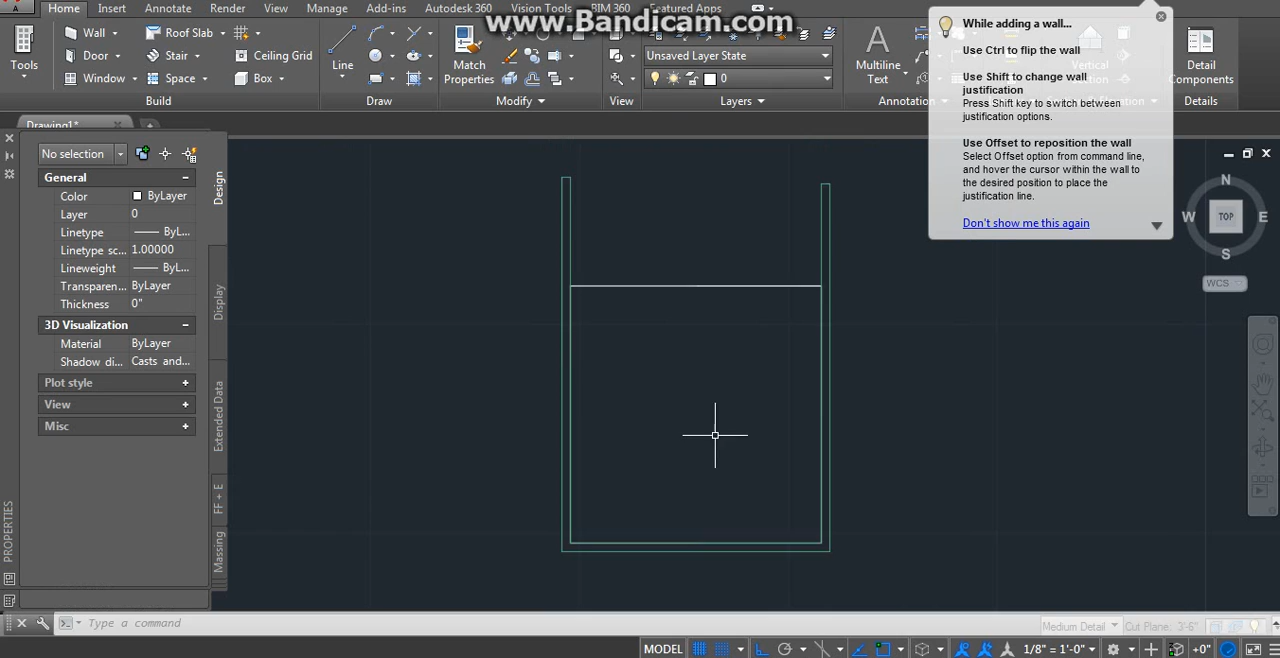 www.Bandicam.com
Home Insert Annotate Render View Manage Add-ins Autodesk 360 Vision Tools BIM 360 Featured Apps
Tools
Wall
Door
Window
Roof Slab
Stair
Space
Ceiling Grid
Box
Build
Line
Draw
Match
Properties
Modify
View
Unsaved Layer State
0
Layers
Multiline
Text
Annotation
Vertical
Detail
Components
Details
While adding a wall...
Use Ctrl to flip the wall
Use Shift to change wall
justification
Press Shift key to switch between
justification options.
Use Offset to reposition the wall
Select Offset option from command line,
and hover the cursor within the wall to
the desired position to place the
justification line.
Don't show me this again
Drawing1*
No selection
General
Color ByLayer
Layer 0
Linetype ByL...
Linetype sc... 1.00000
Lineweight ByL...
Transparen... ByLayer
Thickness 0"
3D Visualization
Material ByLayer
Shadow di... Casts and...
Plot style
View
Misc
Design
Display
Extended Data
FF + E
Massing
PROPERTIES
N
W TOP E
S
WCS
Type a command
Medium Detail Cut Plane: 3'-6"
MODEL 1/8" = 1'-0" +0"